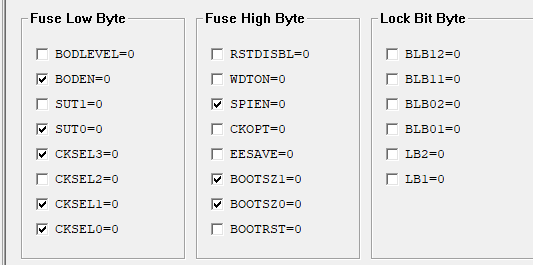 Fuse Low Byte
BODLEVEL=0
BODEN=0
SUT1=0
SUT0=0
CKSEL3=0
CKSEL2=0
CKSEL1=0
CKSEL0=0
Fuse High Byte
RSTDISBL=0
WDTON=0
SPIEN=0
CKOPT=0
EESAVE=0
BOOTSZ1=0
BOOTSZ0=0
BOOTRST=0
Lock Bit Byte
BLB12=0
BLB11=0
BLB02=0
BLB01=0
LB2=0
LB1=0